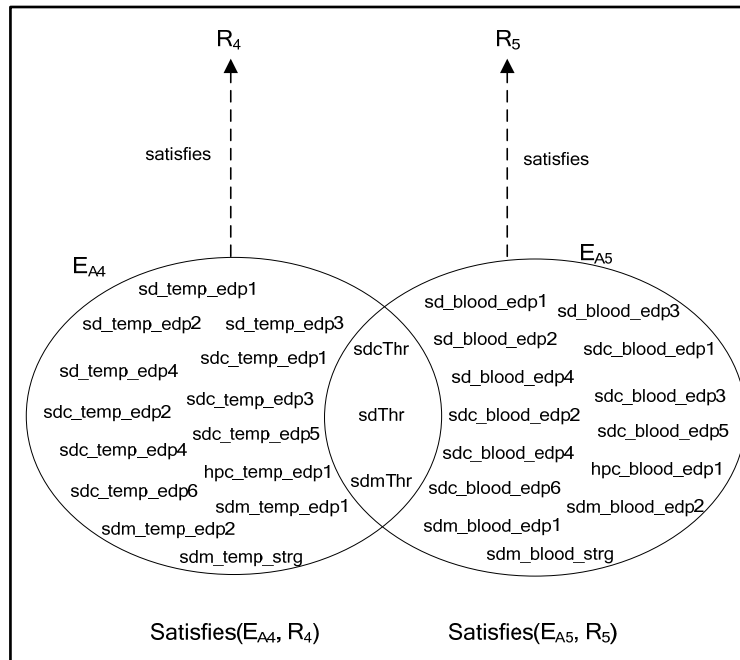 R4 R5
satisfies satisfies
EA4 EA5
sd_temp_edp1
sd_temp_edp2 sd_temp_edp3
sdc_temp_edp1
sd_temp_edp4
sdc_temp_edp3
sdc_temp_edp2
sdc_temp_edp5
sdc_temp_edp4
hpc_temp_edp1
sdc_temp_edp6
sdm_temp_edp1
sdm_temp_edp2
sdm_temp_strg
sdcThr
sdThr
sdmThr
sd_blood_edp1
sd_blood_edp3
sd_blood_edp2
sdc_blood_edp1
sd_blood_edp4
sdc_blood_edp3
sdc_blood_edp2
sdc_blood_edp5
sdc_blood_edp4
hpc_blood_edp1
sdc_blood_edp6
sdm_blood_edp2
sdm_blood_edp1
sdm_blood_strg
Satisfies(EA4, R4) Satisfies(EA5, R5)